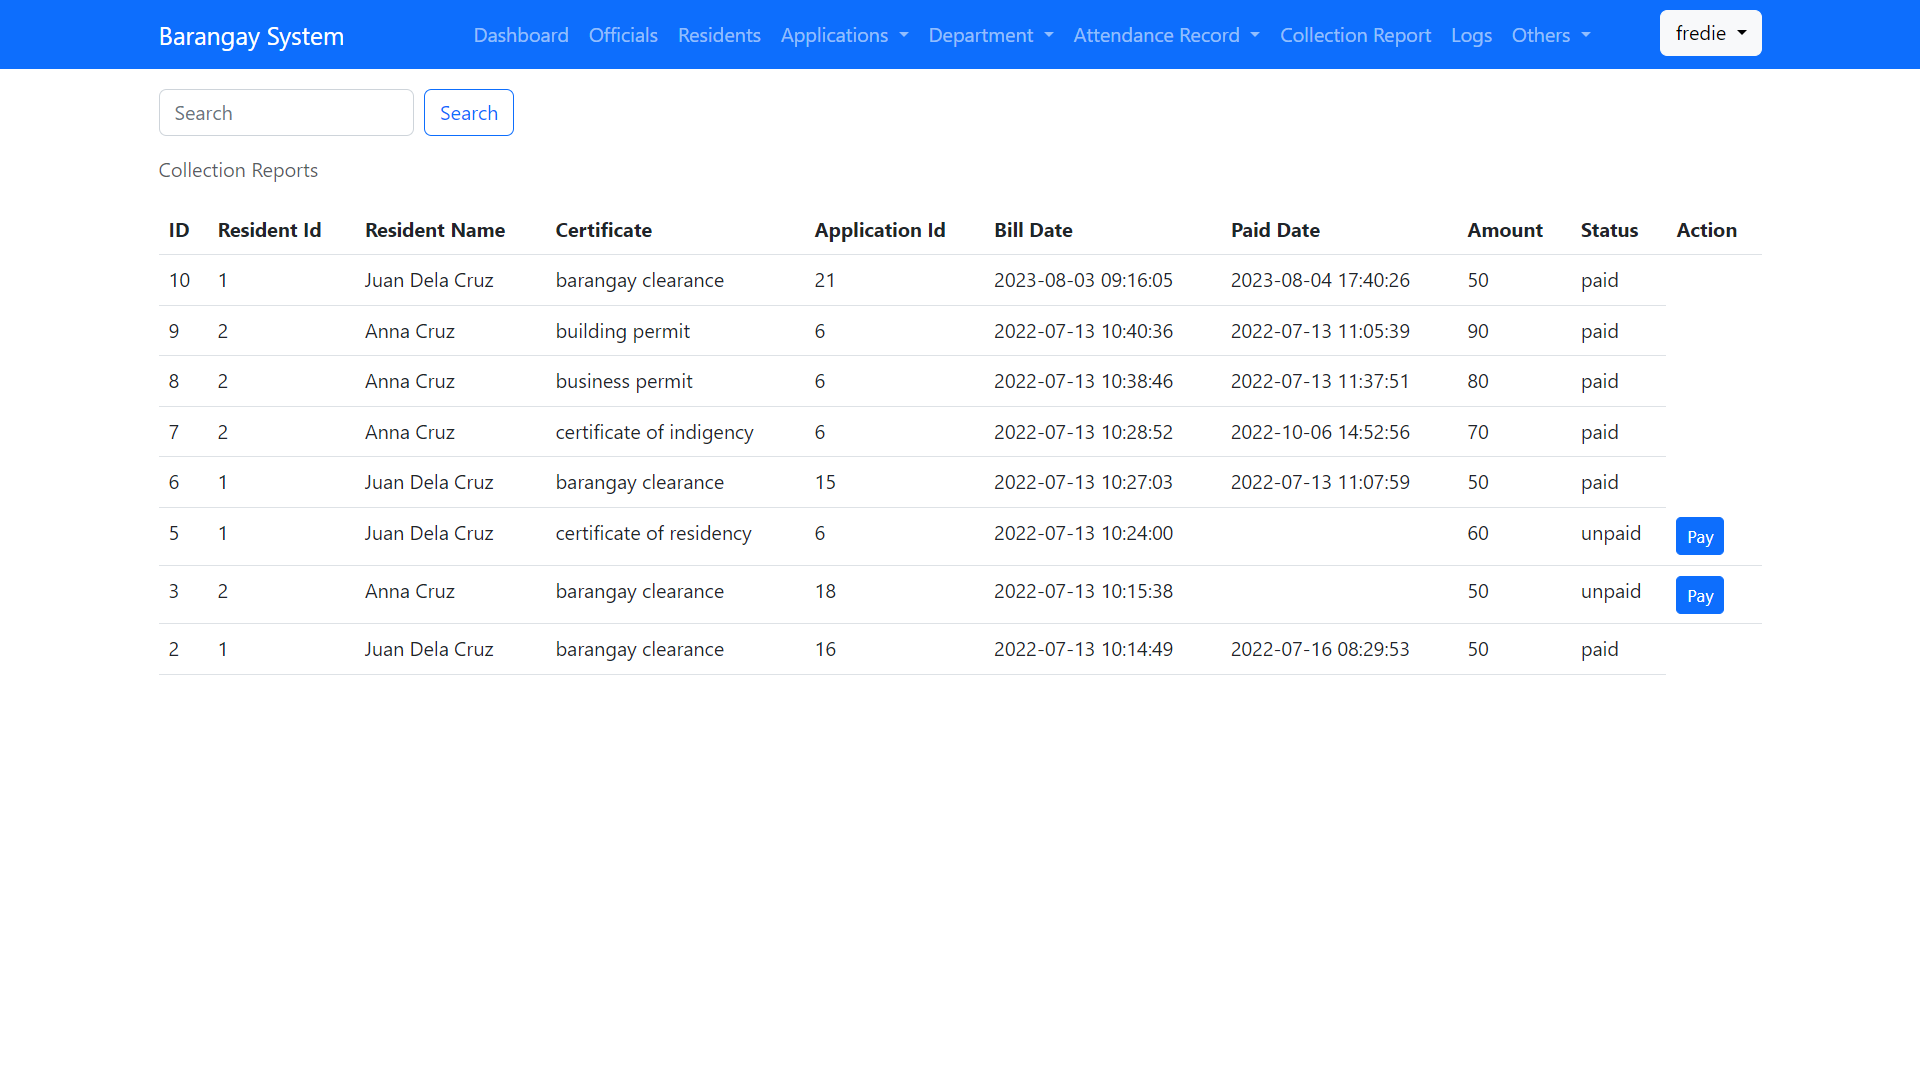 Barangay System Dashboard Officials Residents Applications Department Attendance Record Collection Report Logs Others fredie
Search Search
Collection Reports
ID Resident Id Resident Name Certificate Application Id Bill Date Paid Date Amount Status Action
10 1 Juan Dela Cruz barangay clearance 21 2023-08-03 09:16:05 2023-08-04 17:40:26 50 paid
9 2 Anna Cruz building permit 6 2022-07-13 10:40:36 2022-07-13 11:05:39 90 paid
8 2 Anna Cruz business permit 6 2022-07-13 10:38:46 2022-07-13 11:37:51 80 paid
7 2 Anna Cruz certificate of indigency 6 2022-07-13 10:28:52 2022-10-06 14:52:56 70 paid
6 1 Juan Dela Cruz barangay clearance 15 2022-07-13 10:27:03 2022-07-13 11:07:59 50 paid
5 1 Juan Dela Cruz certificate of residency 6 2022-07-13 10:24:00 60 unpaid Pay
3 2 Anna Cruz barangay clearance 18 2022-07-13 10:15:38 50 unpaid Pay
2 1 Juan Dela Cruz barangay clearance 16 2022-07-13 10:14:49 2022-07-16 08:29:53 50 paid